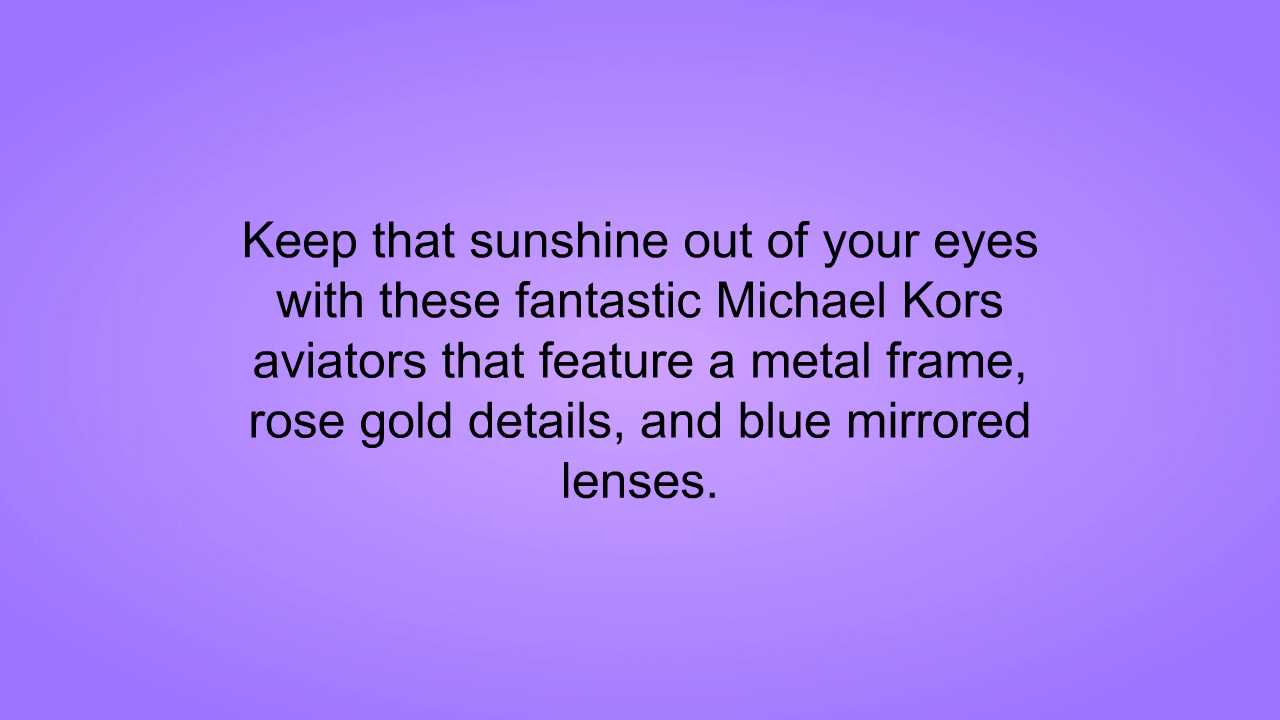 Keep that sunshine out of your eyes
with these fantastic Michael Kors
aviators that feature a metal frame,
rose gold details, and blue mirrored
lenses.